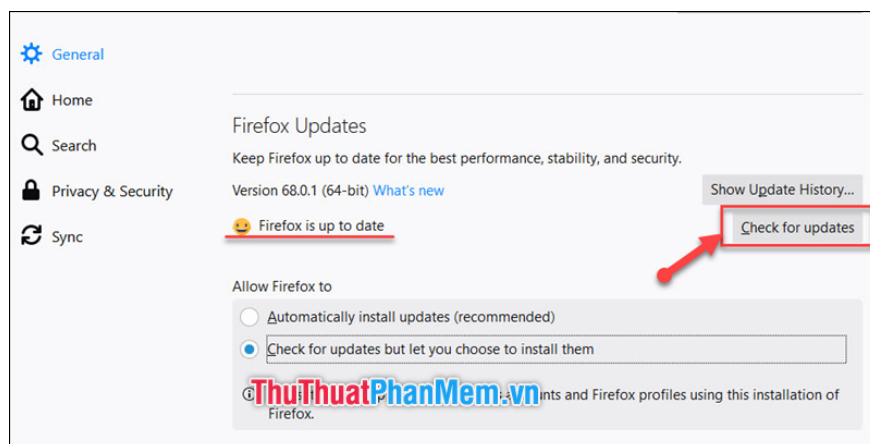 General
Home
Search
Privacy & Security
Sync
Firefox Updates
Keep Firefox up to date for the best performance, stability, and security.
Version 68.0.1 (64-bit) What's new
Show Update History...
Firefox is up to date
Check for updates
Allow Firefox to
Automatically install updates (recommended)
Check for updates but let you choose to install them
ThuThuatPhanMem.vn
and Firefox profiles using this installation of
Firefox.